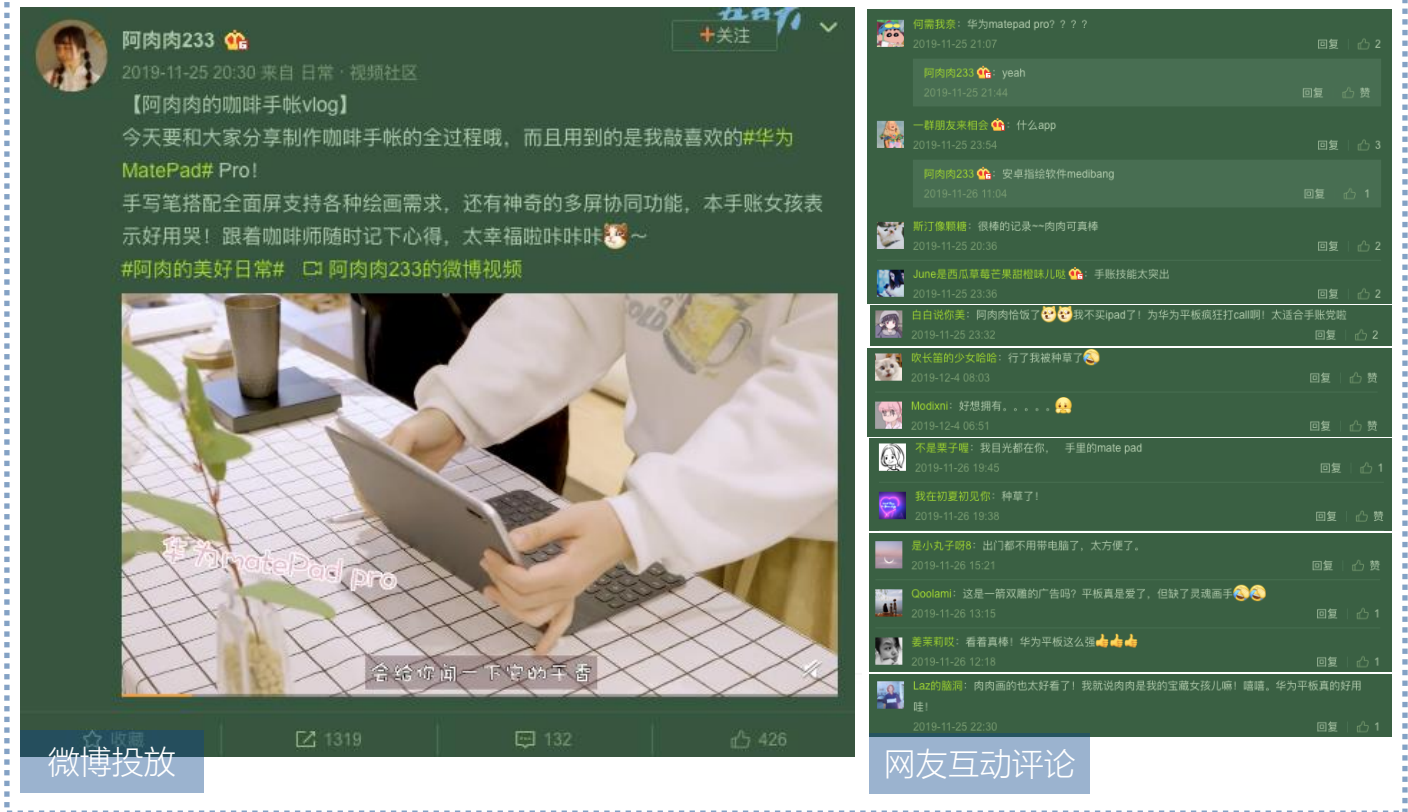 阿肉肉233
关注
2019-11-25 20:30 来自 日常 · 视频社区
【阿肉肉的咖啡手帐vlog】
今天要和大家分享制作咖啡手帐的全过程哦，而且用到的是我敲喜欢的#华为
MatePad# Pro！
手写笔搭配全面屏支持各种绘画需求，还有神奇的多屏协同功能，本手账女孩表
示好用哭！跟着咖啡师随时记下心得，太幸福啦咔咔咔～
#阿肉的美好日常# 阿肉肉233的微博视频
华为matePad pro
会给你闻一下它的干香
收藏 1319 132 426
微博投放
何需我奈：华为matepad pro？？？？
2019-11-25 21:07 回复 2
阿肉肉233：yeah
2019-11-25 21:44 回复 赞
一群朋友来相会：什么app
2019-11-25 23:54 回复 3
阿肉肉233：安卓指绘软件medibang
2019-11-26 11:04 回复 1
斯汀像颗糖：很棒的记录~~肉肉可真棒
2019-11-25 20:36 回复 2
June是西瓜草莓芒果甜橙味儿哒：手账技能太突出
2019-11-25 23:36 回复 2
白白说你美：阿肉肉恰饭了我不买ipad了！为华为平板疯狂打call啊！太适合手账党啦
2019-11-25 23:32 回复 2
吹长笛的少女哈哈：行了我被种草了
2019-12-4 08:03 回复 赞
Modixni：好想拥有。。。。。
2019-12-4 06:51 回复 赞
不是栗子喔：我目光都在你， 手里的mate pad
2019-11-26 19:45 回复 1
我在初夏初见你：种草了！
2019-11-26 19:38 回复 赞
是小丸子呀8：出门都不用带电脑了，太方便了。
2019-11-26 15:21 回复 赞
Qoolami：这是一箭双雕的广告吗？平板真是爱了，但缺了灵魂画手
2019-11-26 13:15 回复 1
姜茉莉哎：看着真棒！华为平板这么强
2019-11-26 12:18 回复 1
Laz的脑洞：肉肉画的也太好看了！我就说肉肉是我的宝藏女孩儿嘛！嘻嘻。华为平板真的好用
哇！
2019-11-25 22:30 回复 1
网友互动评论